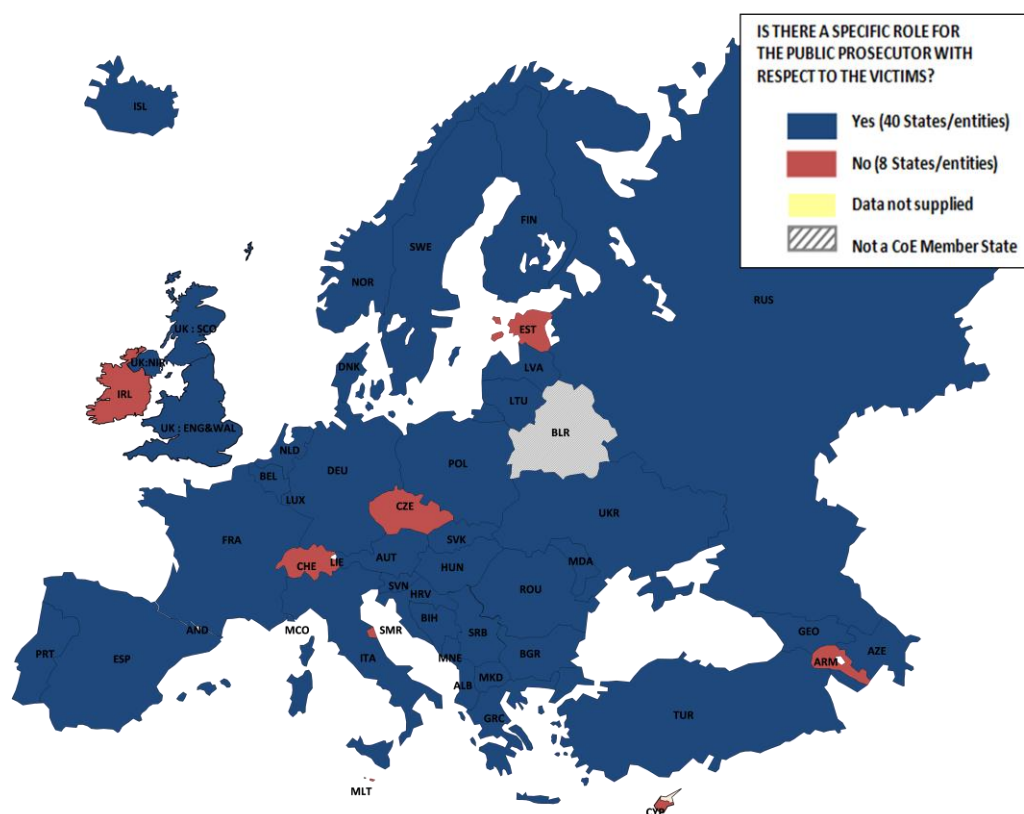 IS THERE A SPECIFIC ROLE FOR
THE PUBLIC PROSECUTOR WITH
RESPECT TO THE VICTIMS?
Yes (40 States/entities)
No (8 States/entities)
Data not supplied
Not a CoE Member State
ISL
FIN
SWE
NOR
RUS
UK : SCO
EST
UK:NIR
DNK
LVA
IRL
LTU
UK : ENG&WAL
BLR
NLD
BEL
DEU
POL
LUX
CZE
UKR
FRA
SVK
CHE
LIE
AUT
HUN
MDA
SVN
HRV
ROU
BIH
AND
MCO
SMR
SRB
GEO
PRT
ESP
ITA
MNE
BGR
AZE
ARM
MKD
ALB
GRC
TUR
MLT
CYP